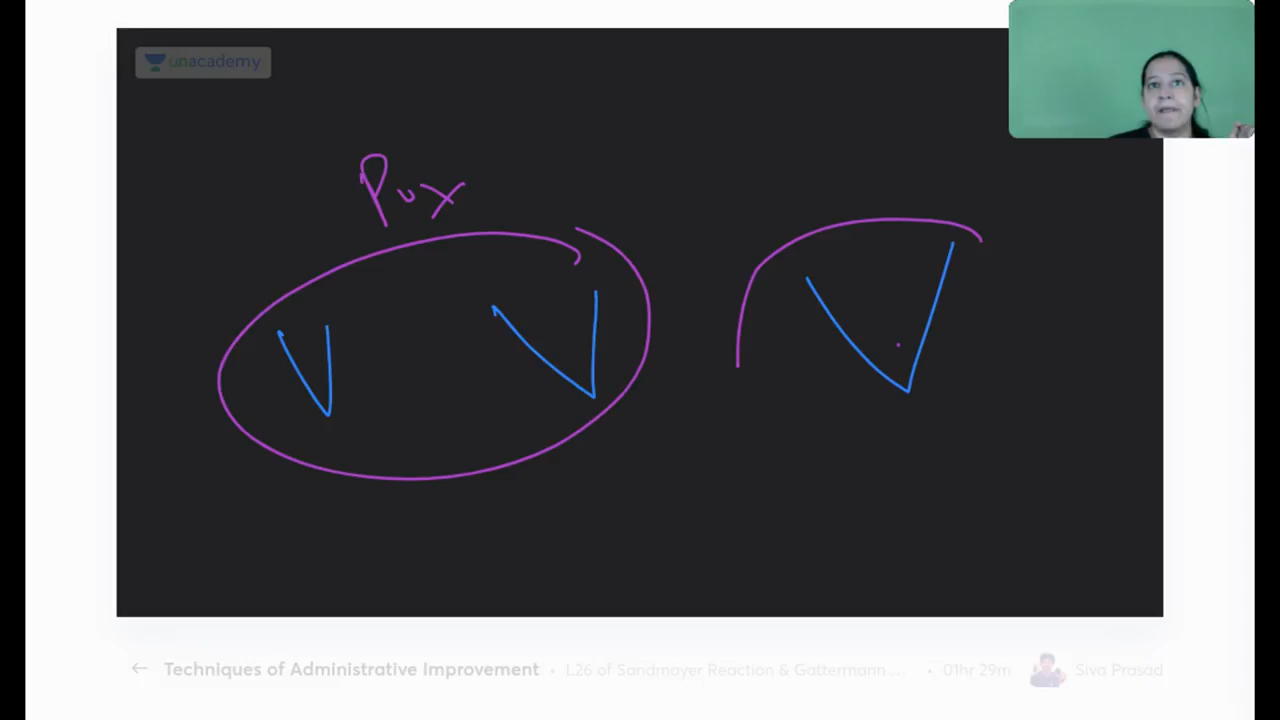 unacademy
Pux
V V V
← Techniques of Administrative Improvement • L26 of Sandmayer Reaction & Gattermann ... • 01hr 29m Siva Prasad